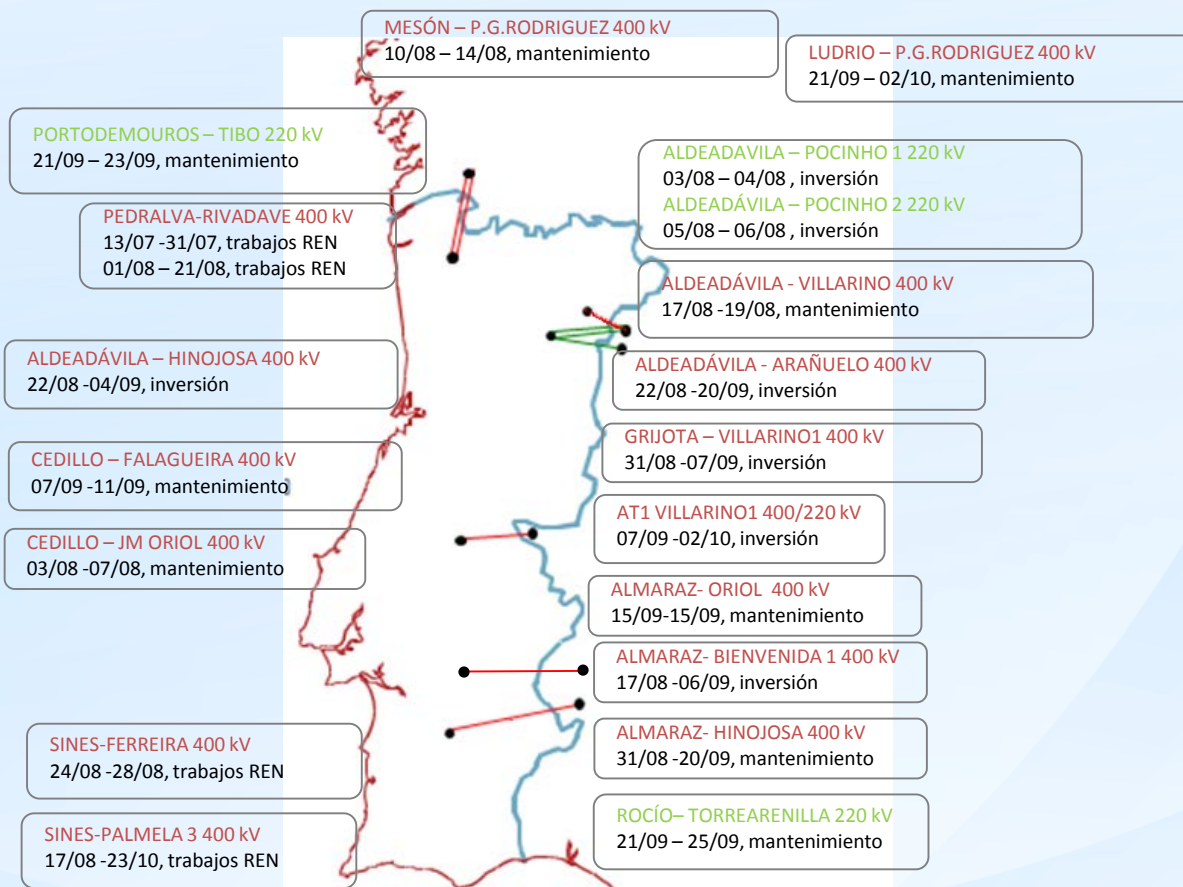 MESÓN – P.G.RODRIGUEZ 400 kV
10/08 – 14/08, mantenimiento
LUDRIO – P.G.RODRIGUEZ 400 kV
21/09 – 02/10, mantenimiento
PORTODEMOUROS – TIBO 220 kV
21/09 – 23/09, mantenimiento
ALDEADAVILA – POCINHO 1 220 kV
03/08 – 04/08 , inversión
ALDEADÁVILA – POCINHO 2 220 kV
05/08 – 06/08 , inversión
PEDRALVA-RIVADAVE 400 kV
13/07 -31/07, trabajos REN
01/08 – 21/08, trabajos REN
ALDEADÁVILA - VILLARINO 400 kV
17/08 -19/08, mantenimiento
ALDEADÁVILA – HINOJOSA 400 kV
22/08 -04/09, inversión
ALDEADÁVILA - ARAÑUELO 400 kV
22/08 -20/09, inversión
GRIJOTA – VILLARINO1 400 kV
31/08 -07/09, inversión
CEDILLO – FALAGUEIRA 400 kV
07/09 -11/09, mantenimiento
AT1 VILLARINO1 400/220 kV
07/09 -02/10, inversión
CEDILLO – JM ORIOL 400 kV
03/08 -07/08, mantenimiento
ALMARAZ- ORIOL 400 kV
15/09-15/09, mantenimiento
ALMARAZ- BIENVENIDA 1 400 kV
17/08 -06/09, inversión
ALMARAZ- HINOJOSA 400 kV
31/08 -20/09, mantenimiento
SINES-FERREIRA 400 kV
24/08 -28/08, trabajos REN
ROCÍO– TORREARENILLA 220 kV
21/09 – 25/09, mantenimiento
SINES-PALMELA 3 400 kV
17/08 -23/10, trabajos REN